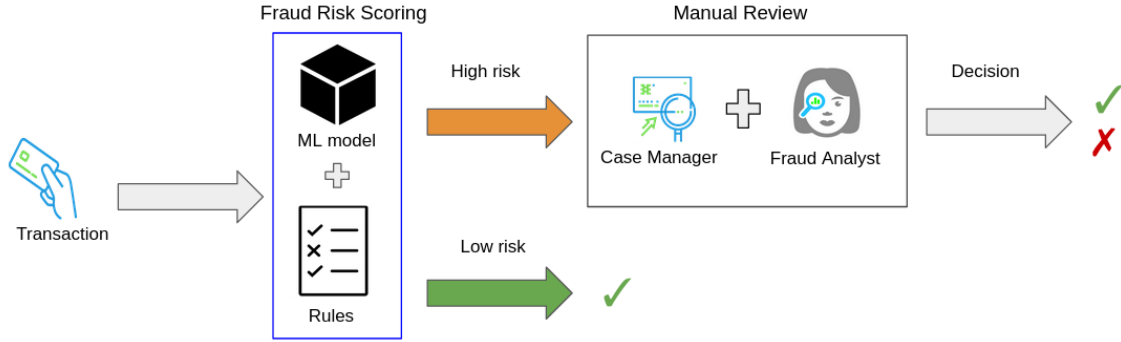 Fraud Risk Scoring
Manual Review
High risk
Decision
ML model
Case Manager
Fraud Analyst
Transaction
Low risk
Rules